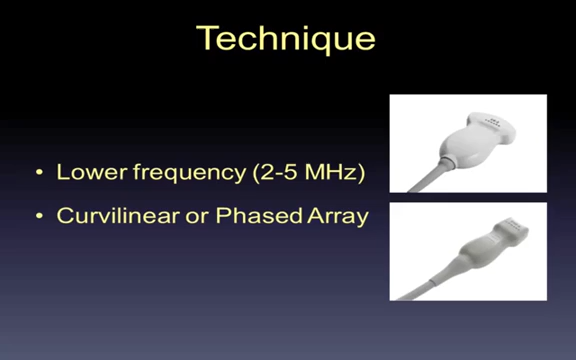 Technique
• Lower frequency (2-5 MHz)
• Curvilinear or Phased Array